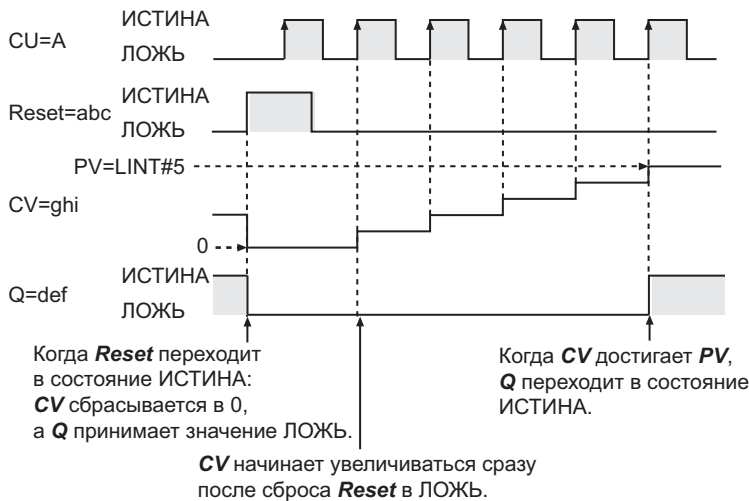 CU=A
ИСТИНА
ЛОЖЬ
Reset=abc
ИСТИНА
ЛОЖЬ
PV=LINT#5
CV=ghi
0
Q=def
ИСТИНА
ЛОЖЬ
Когда Reset переходит
в состояние ИСТИНА:
CV сбрасывается в 0,
а Q принимает значение ЛОЖЬ.
Когда CV достигает PV,
Q переходит в состояние
ИСТИНА.
CV начинает увеличиваться сразу
после сброса Reset в ЛОЖЬ.